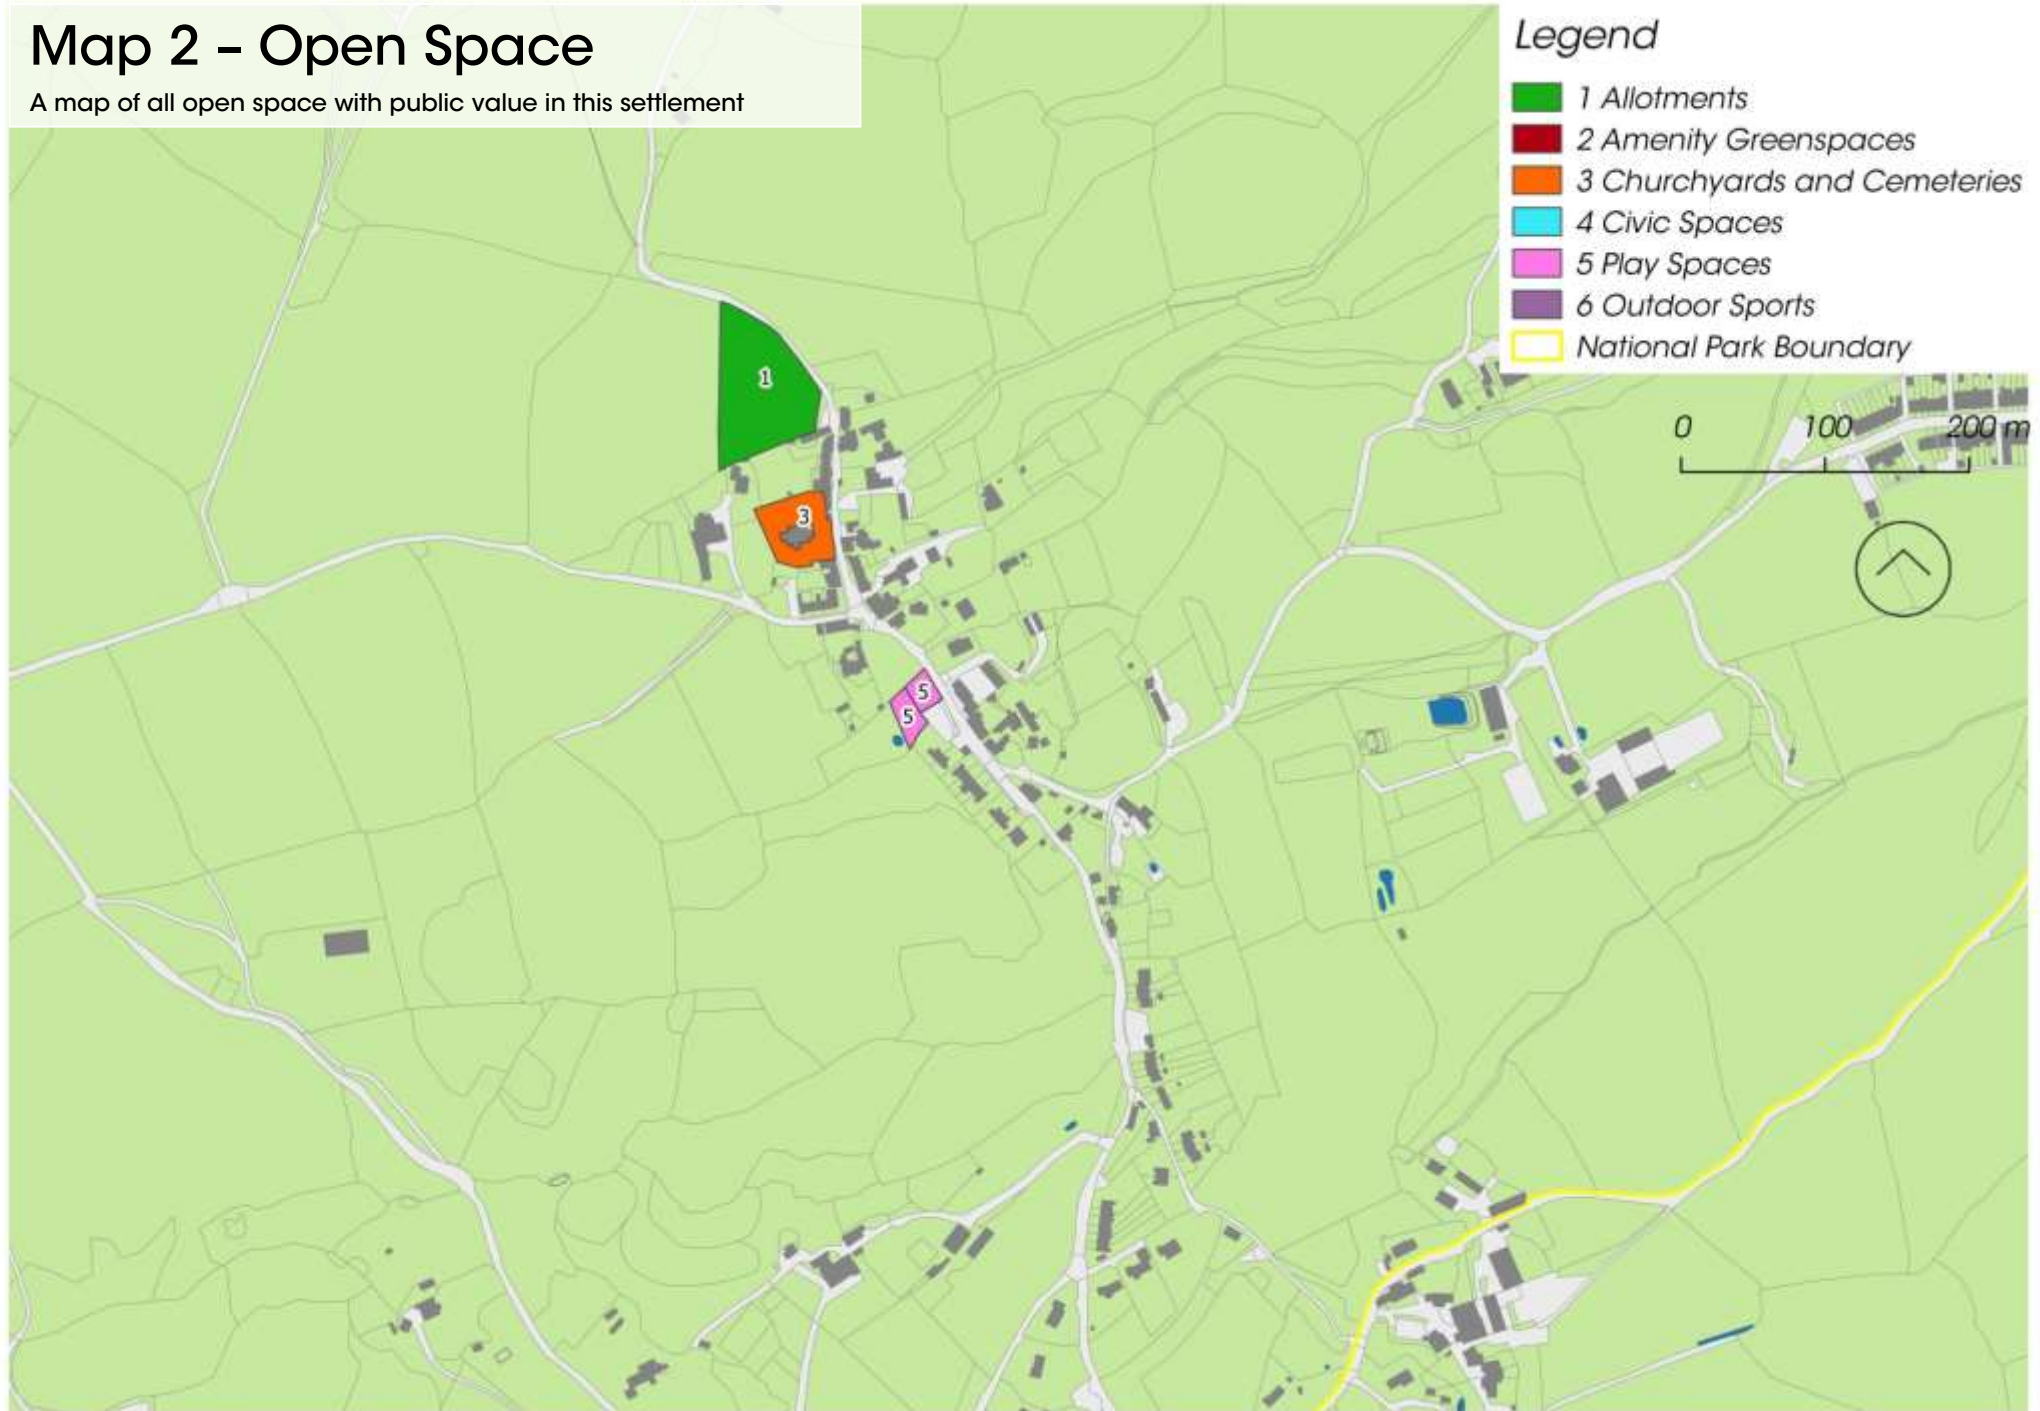 Map 2 – Open Space
A map of all open space with public value in this settlement
Legend
1 Allotments
2 Amenity Greenspaces
3 Churchyards and Cemeteries
4 Civic Spaces
5 Play Spaces
6 Outdoor Sports
National Park Boundary
0 100 200 m
1
3
5
5